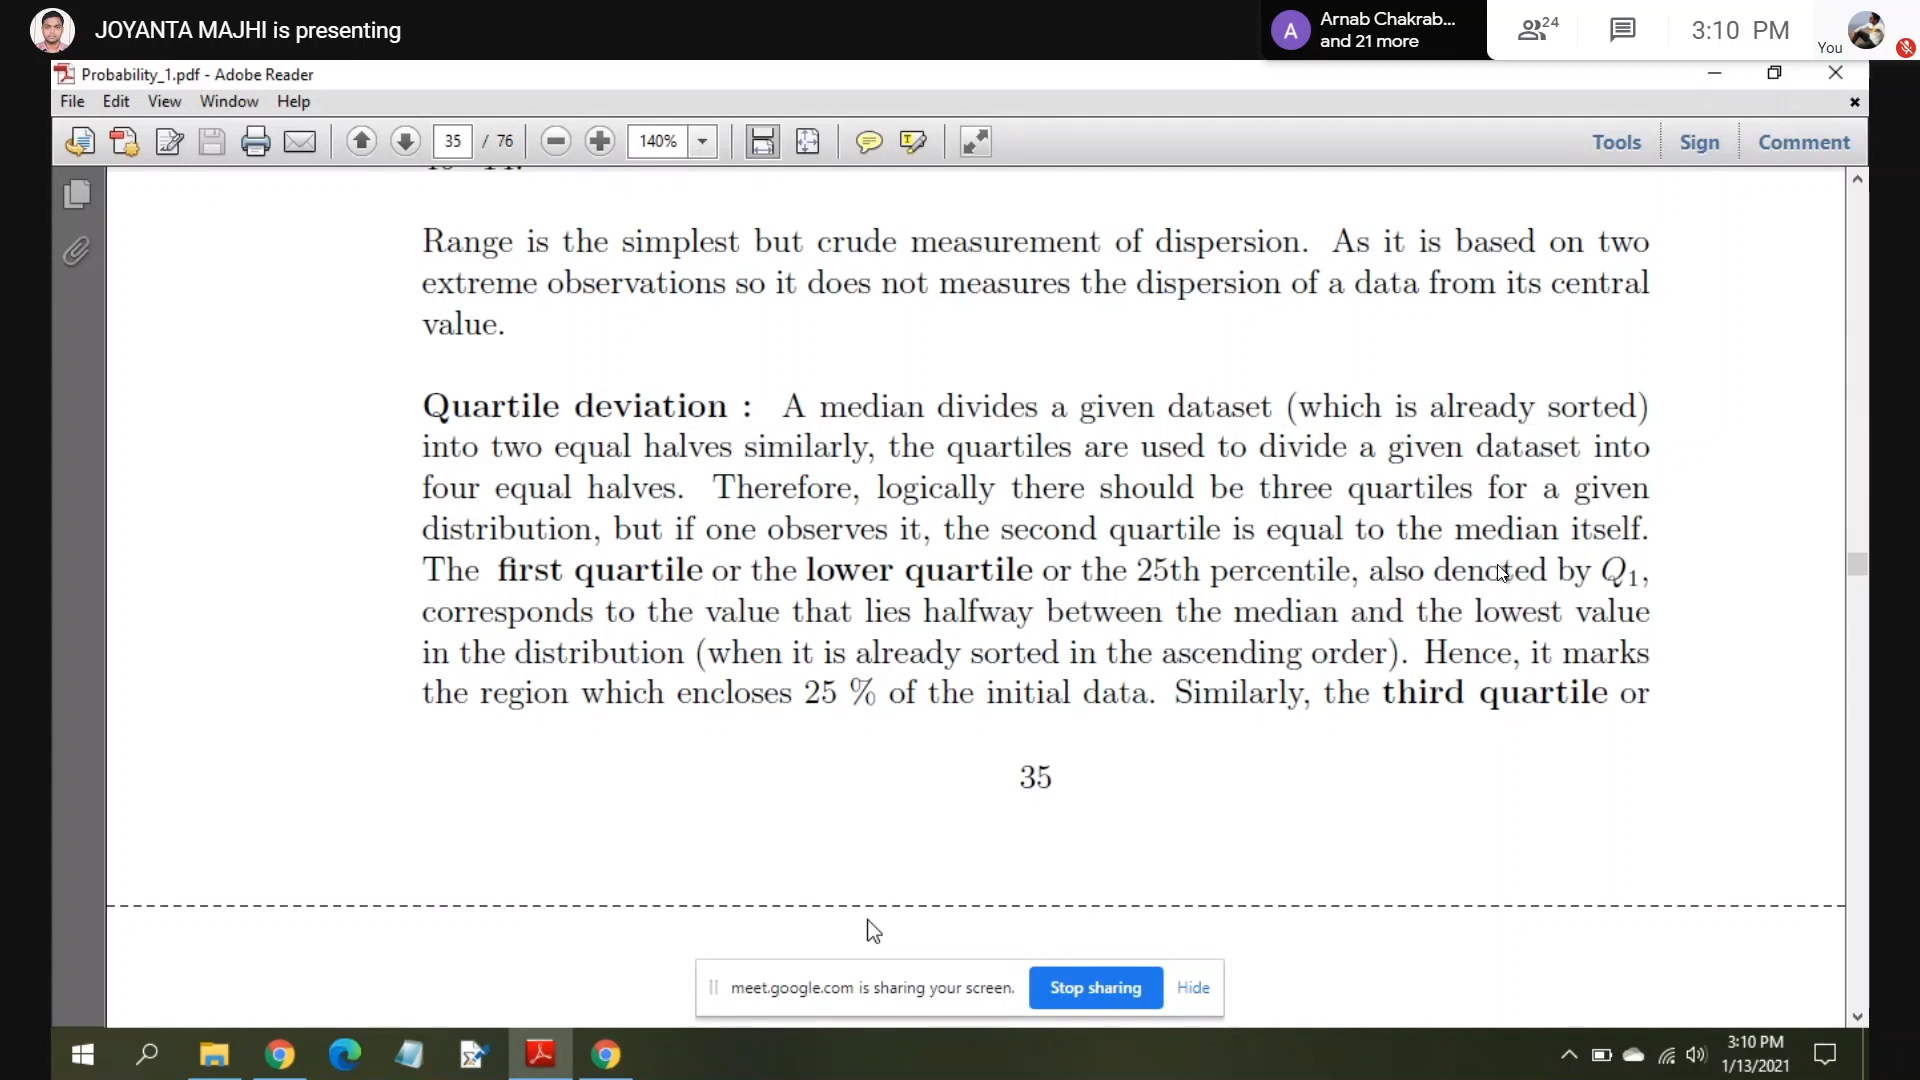 JOYANTA MAJHI is presenting
A
Arnab Chakrab...
and 21 more
24
3:10 PM
You
Probability_1.pdf - Adobe Reader
File Edit View Window Help
35 / 76
140%
Tools Sign Comment
Range is the simplest but crude measurement of dispersion. As it is based on two
extreme observations so it does not measures the dispersion of a data from its central
value.
Quartile deviation : A median divides a given dataset (which is already sorted)
into two equal halves similarly, the quartiles are used to divide a given dataset into
four equal halves. Therefore, logically there should be three quartiles for a given
distribution, but if one observes it, the second quartile is equal to the median itself.
The first quartile or the lower quartile or the 25th percentile, also denoted by Q₁,
corresponds to the value that lies halfway between the median and the lowest value
in the distribution (when it is already sorted in the ascending order). Hence, it marks
the region which encloses 25 % of the initial data. Similarly, the third quartile or
35
meet.google.com is sharing your screen. Stop sharing Hide
3:10 PM
1/13/2021